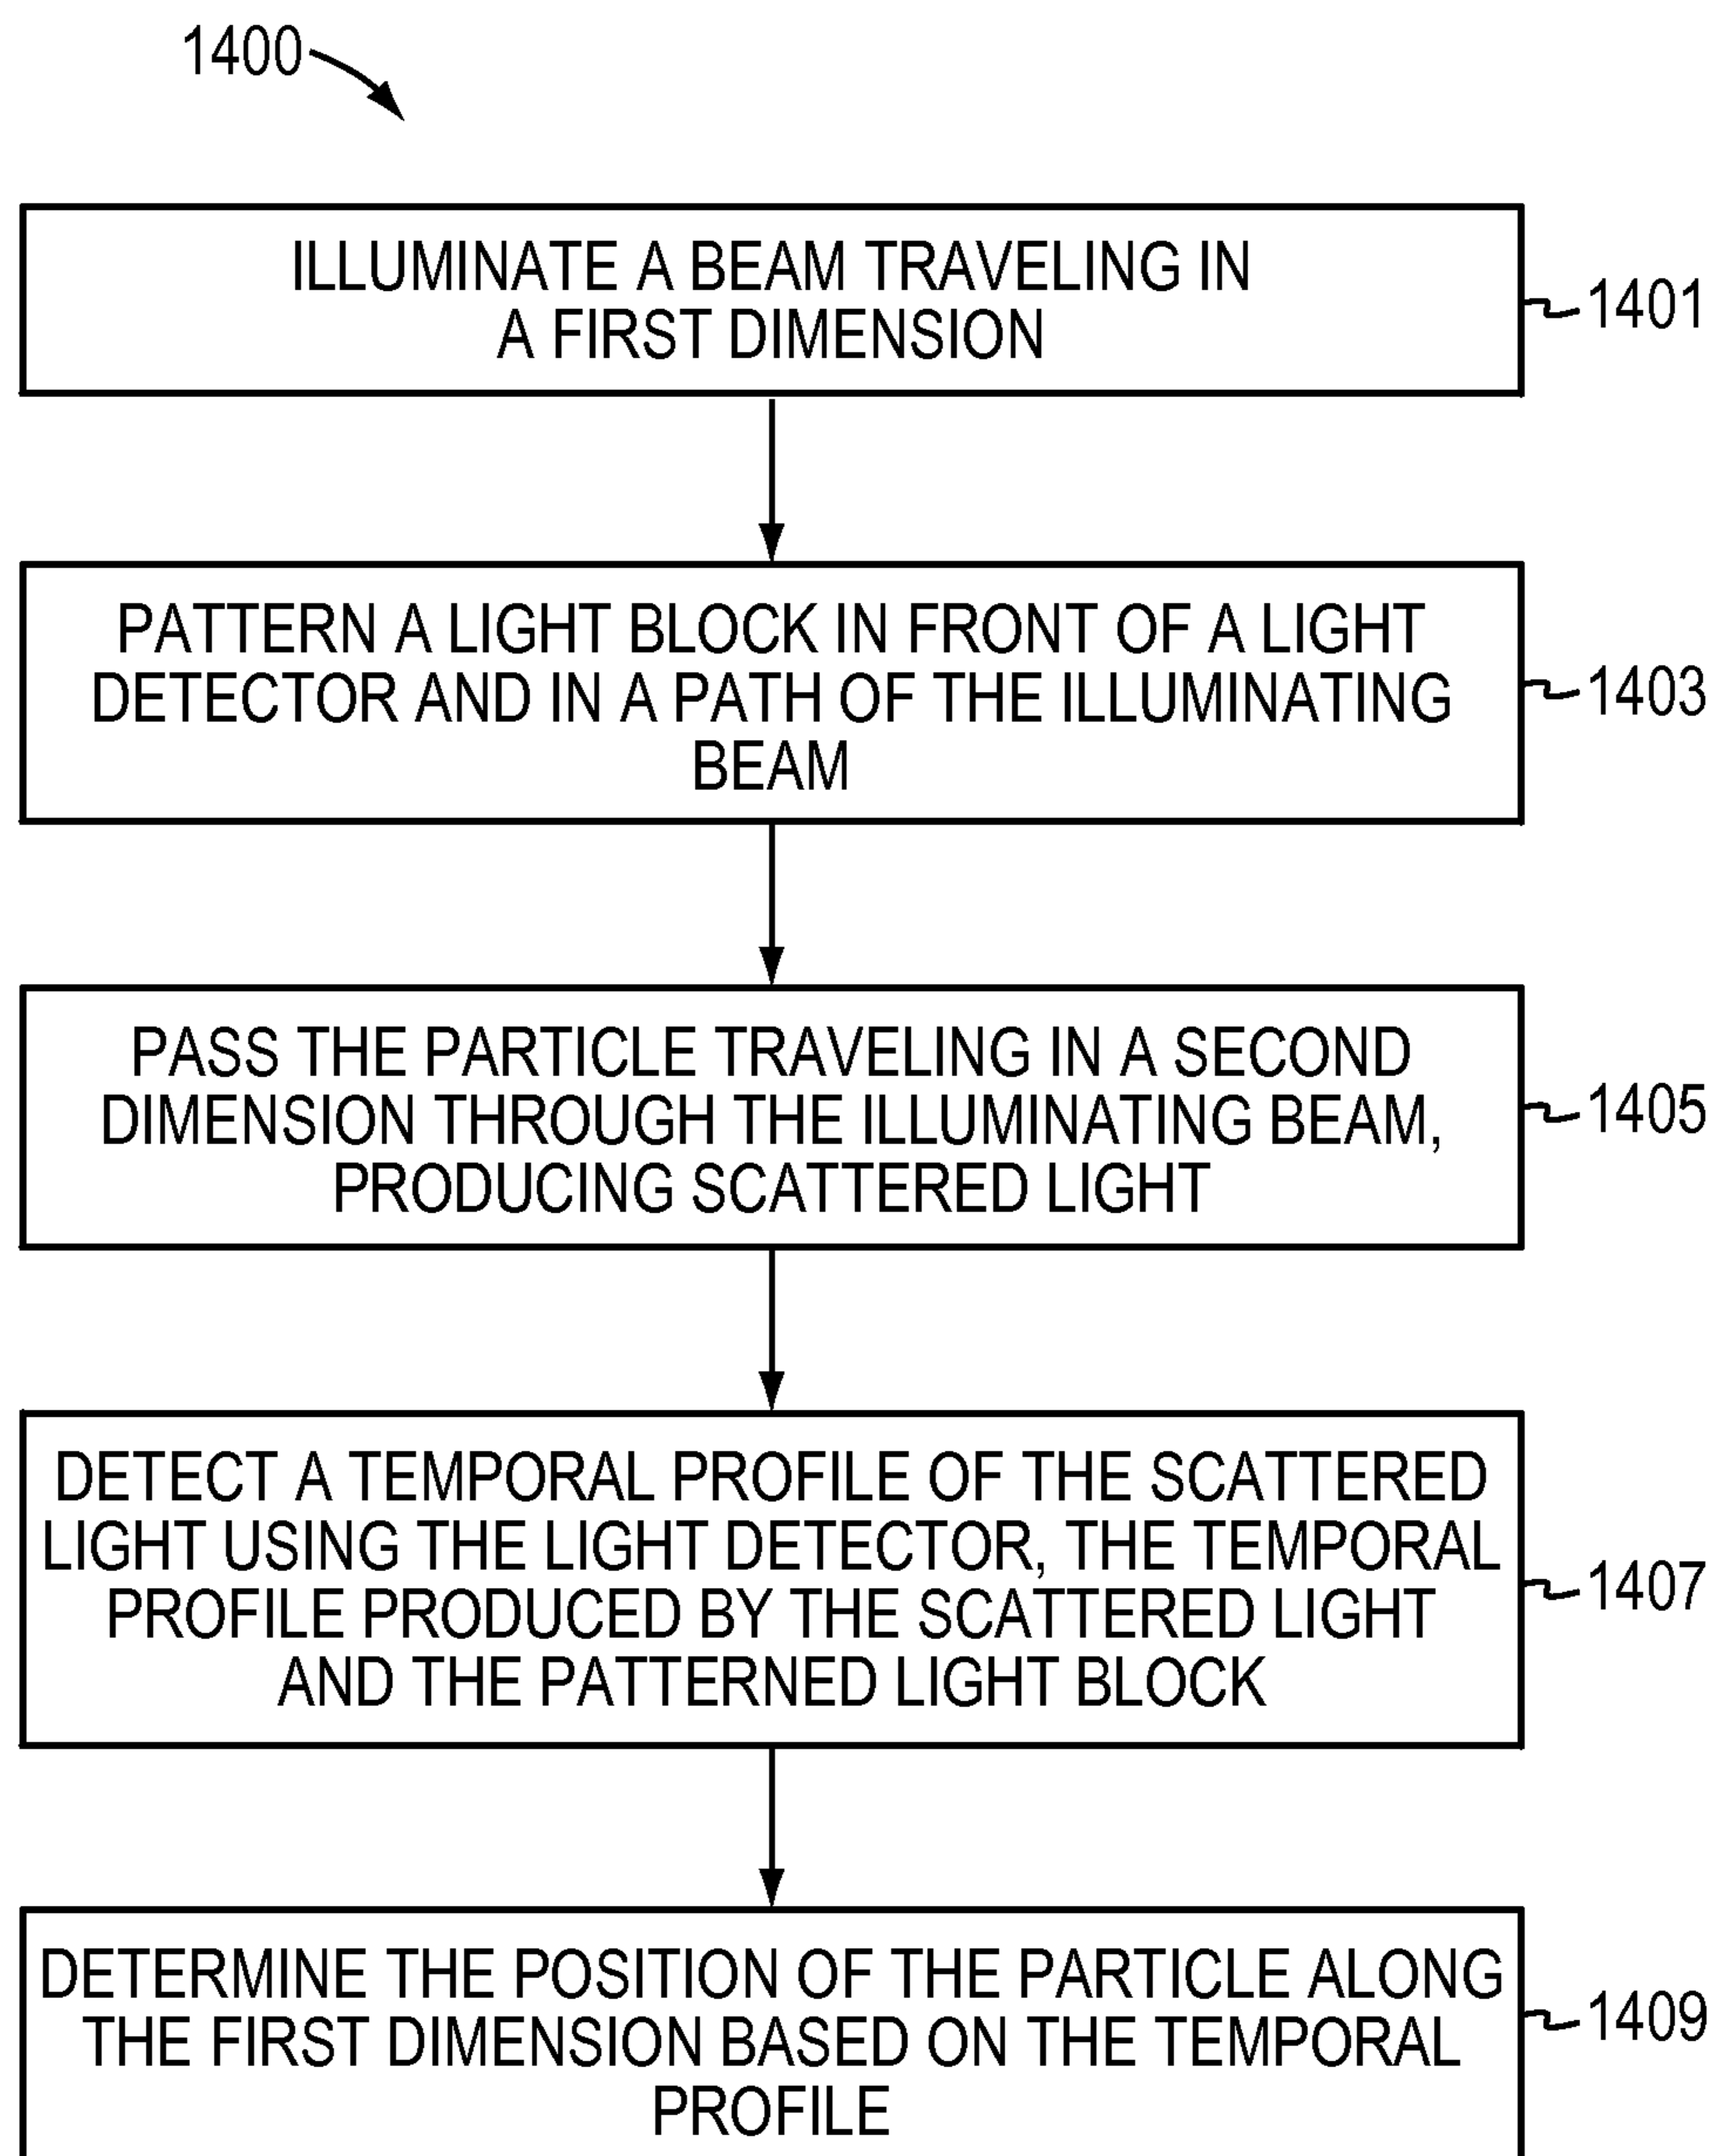 1400
ILLUMINATE A BEAM TRAVELING IN
A FIRST DIMENSION
1401
PATTERN A LIGHT BLOCK IN FRONT OF A LIGHT
DETECTOR AND IN A PATH OF THE ILLUMINATING
BEAM
1403
PASS THE PARTICLE TRAVELING IN A SECOND
DIMENSION THROUGH THE ILLUMINATING BEAM,
PRODUCING SCATTERED LIGHT
1405
DETECT A TEMPORAL PROFILE OF THE SCATTERED
LIGHT USING THE LIGHT DETECTOR, THE TEMPORAL
PROFILE PRODUCED BY THE SCATTERED LIGHT
AND THE PATTERNED LIGHT BLOCK
1407
DETERMINE THE POSITION OF THE PARTICLE ALONG
THE FIRST DIMENSION BASED ON THE TEMPORAL
PROFILE
1409